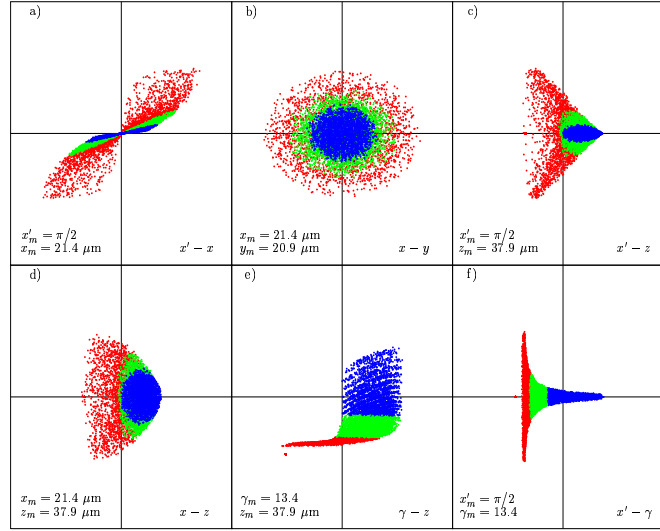 a)
x′ₘ = π/2
xₘ = 21.4 μm
x′ − x
b)
xₘ = 21.4 μm
yₘ = 20.9 μm
x − y
c)
x′ₘ = π/2
zₘ = 37.9 μm
x′ − z
d)
xₘ = 21.4 μm
zₘ = 37.9 μm
x − z
e)
γₘ = 13.4
zₘ = 37.9 μm
γ − z
f)
x′ₘ = π/2
γₘ = 13.4
x′ − γ